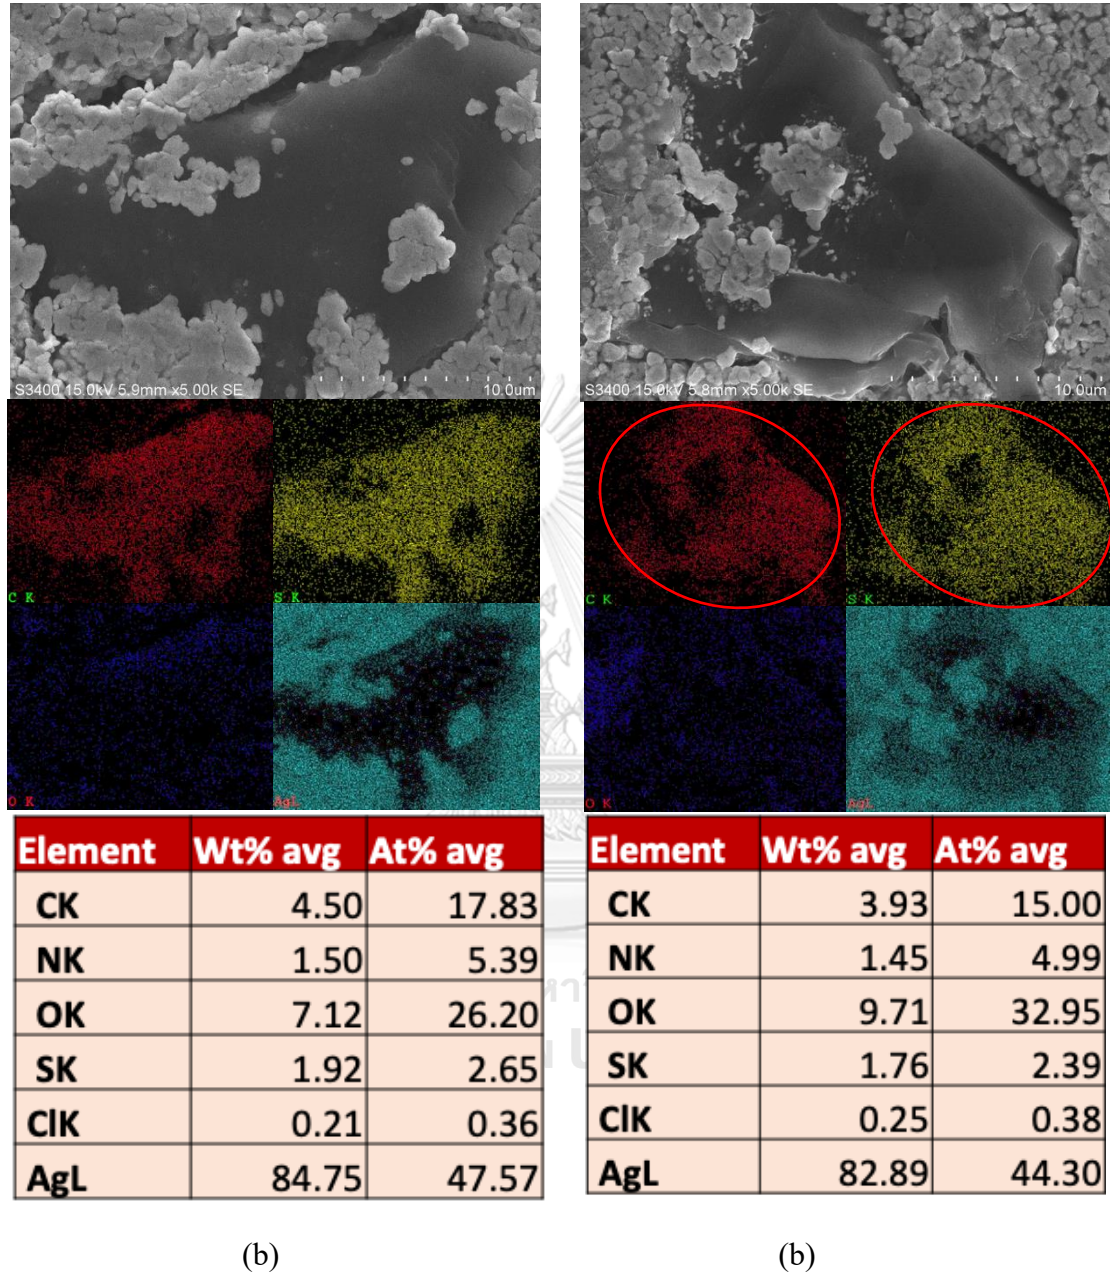 S3400 15.0kV 5.9mm x5.00k SE 10.0um
S3400 15.0kV 5.8mm x5.00k SE 10.0um
C K S K
C K S K
O K AgL
O K AgL
Element Wt% avg At% avg
CK 4.50 17.83
NK 1.50 5.39
OK 7.12 26.20
SK 1.92 2.65
ClK 0.21 0.36
AgL 84.75 47.57
Element Wt% avg At% avg
CK 3.93 15.00
NK 1.45 4.99
OK 9.71 32.95
SK 1.76 2.39
ClK 0.25 0.38
AgL 82.89 44.30
(b) (b)